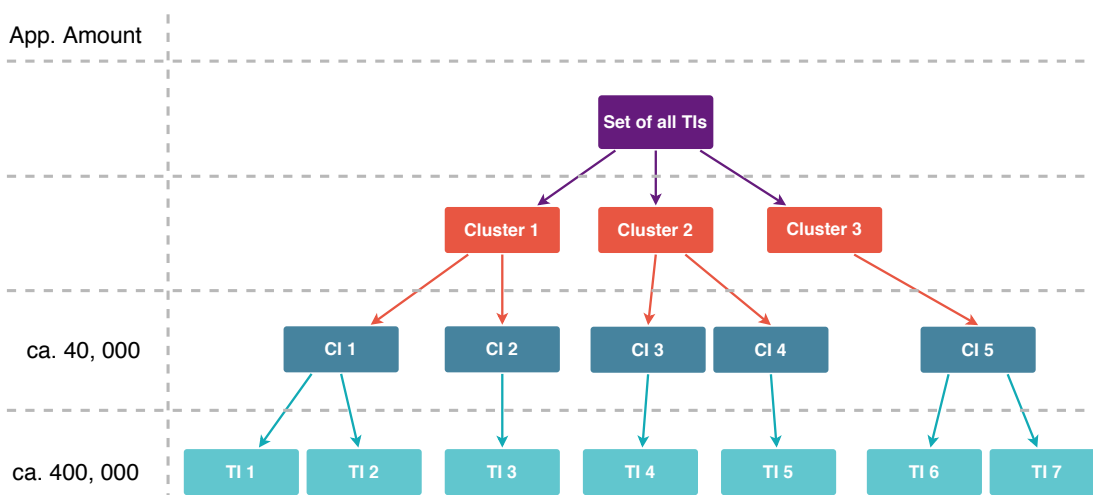 App. Amount
Set of all TIs
Cluster 1
Cluster 2
Cluster 3
ca. 40, 000
CI 1
CI 2
CI 3
CI 4
CI 5
ca. 400, 000
TI 1
TI 2
TI 3
TI 4
TI 5
TI 6
TI 7